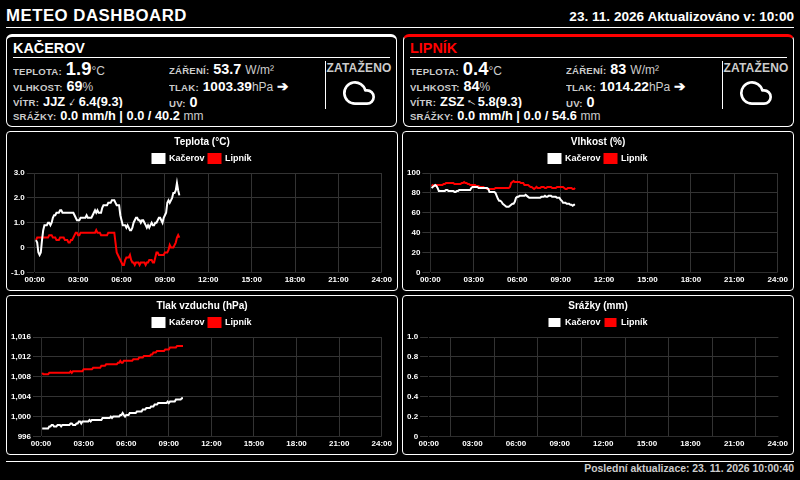 METEO DASHBOARD
23. 11. 2026 Aktualizováno v: 10:00
KAČEROV
TEPLOTA: 1.9°C
ZÁŘENÍ: 53.7 W/m²
ZATAŽENO
VLHKOST: 69%
TLAK: 1003.39hPa ➔
VÍTR: JJZ ↓ 6.4(9.3)
UV: 0
SRÁŽKY: 0.0 mm/h | 0.0 / 40.2 mm
LIPNÍK
TEPLOTA: 0.4°C
ZÁŘENÍ: 83 W/m²
ZATAŽENO
VLHKOST: 84%
TLAK: 1014.22hPa ➔
VÍTR: ZSZ ← 5.8(9.3)
UV: 0
SRÁŽKY: 0.0 mm/h | 0.0 / 54.6 mm
Teplota (°C)
Kačerov Lipník
3.0
2.0
1.0
0
-1.0
00:00 03:00 06:00 09:00 12:00 15:00 18:00 21:00 24:00
Vlhkost (%)
Kačerov Lipník
100
80
60
40
20
0
00:00 03:00 06:00 09:00 12:00 15:00 18:00 21:00 24:00
Tlak vzduchu (hPa)
Kačerov Lipník
1,016
1,012
1,008
1,004
1,000
996
00:00 03:00 06:00 09:00 12:00 15:00 18:00 21:00 24:00
Srážky (mm)
Kačerov Lipník
1.0
0.8
0.6
0.4
0.2
0
00:00 03:00 06:00 09:00 12:00 15:00 18:00 21:00 24:00
Poslední aktualizace: 23. 11. 2026 10:00:40